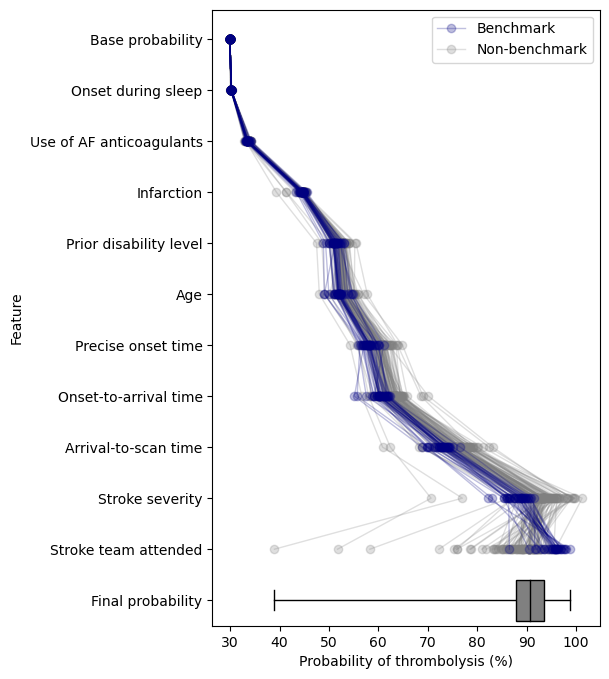 Benchmark
Non-benchmark
Feature
Base probability
Onset during sleep
Use of AF anticoagulants
Infarction
Prior disability level
Age
Precise onset time
Onset-to-arrival time
Arrival-to-scan time
Stroke severity
Stroke team attended
Final probability
30 40 50 60 70 80 90 100
Probability of thrombolysis (%)